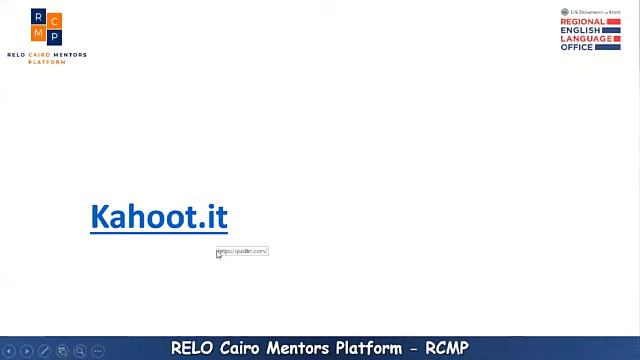 R C
M P
RELO CAIRO MENTORS
PLATFORM
U.S. DEPARTMENT OF STATE
REGIONAL
ENGLISH
LANGUAGE
OFFICE
Kahoot.it
https://padlet.com/
RELO Cairo Mentors Platform - RCMP